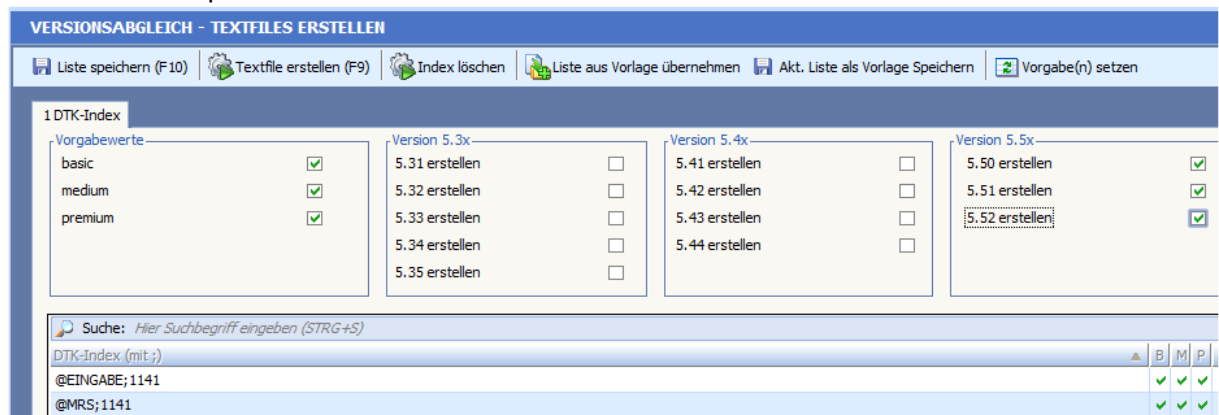 VERSIONSABGLEICH - TEXTFILES ERSTELLEN
Liste speichern (F10) Textfile erstellen (F9) Index löschen Liste aus Vorlage übernehmen Akt. Liste als Vorlage Speichern Vorgabe(n) setzen
1 DTK-Index
Vorgabewerte Version 5.3x Version 5.4x Version 5.5x
basic 5.31 erstellen 5.41 erstellen 5.50 erstellen
medium 5.32 erstellen 5.42 erstellen 5.51 erstellen
premium 5.33 erstellen 5.43 erstellen 5.52 erstellen
5.34 erstellen 5.44 erstellen
5.35 erstellen
Suche: Hier Suchbegriff eingeben (STRG+S)
DTK-Index (mit ;) B M P
@EINGABE;1141
@MRS;1141